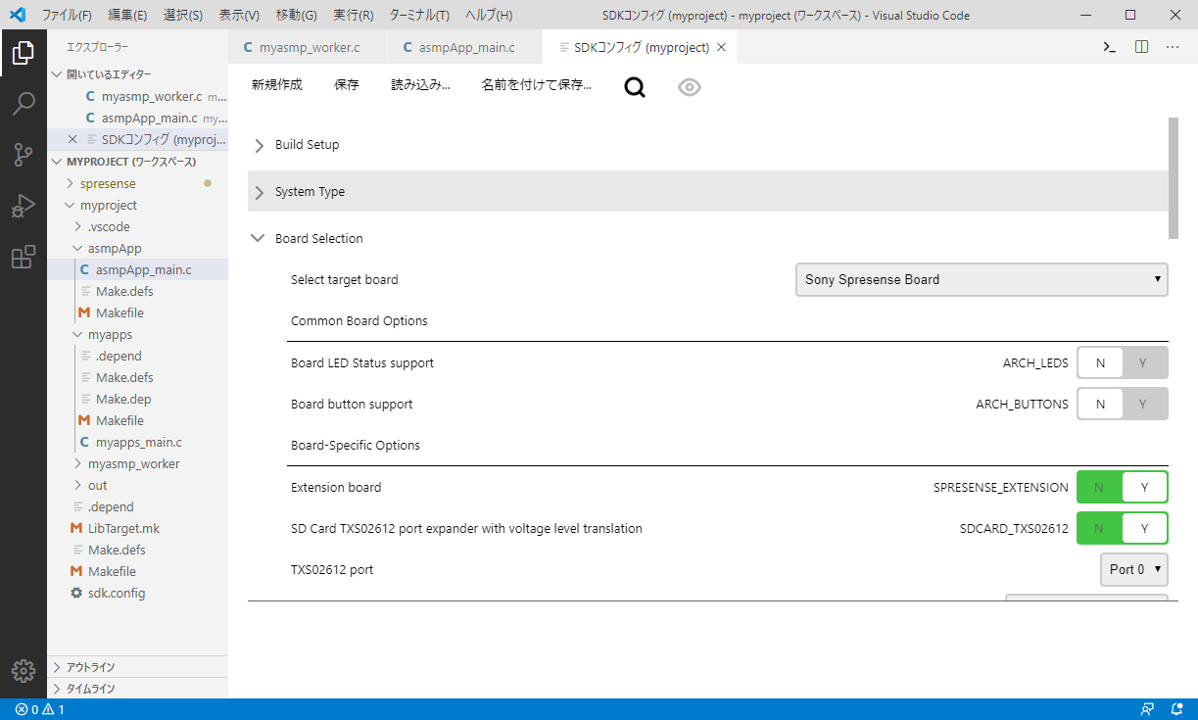 ファイル(F) 編集(E) 選択(S) 表示(V) 移動(G) 実行(R) ターミナル(T) ヘルプ(H) SDKコンフィグ (myproject) - myproject (ワークスペース) - Visual Studio Code
エクスプローラー
C myasmp_worker.c
C asmpApp_main.c
SDKコンフィグ (myproject)
開いているエディター
C myasmp_worker.c m...
C asmpApp_main.c my...
SDKコンフィグ (myproj...
MYPROJECT (ワークスペース)
spresense
myproject
.vscode
asmpApp
C asmpApp_main.c
Make.defs
M Makefile
myapps
.depend
Make.defs
Make.dep
M Makefile
C myapps_main.c
myasmp_worker
out
.depend
M LibTarget.mk
Make.defs
M Makefile
sdk.config
アウトライン
タイムライン
新規作成 保存 読み込み... 名前を付けて保存...
Build Setup
System Type
Board Selection
Select target board Sony Spresense Board
Common Board Options
Board LED Status support ARCH_LEDS N Y
Board button support ARCH_BUTTONS N Y
Board-Specific Options
Extension board SPRESENSE_EXTENSION N Y
SD Card TXS02612 port expander with voltage level translation SDCARD_TXS02612 N Y
TXS02612 port Port 0
0 1